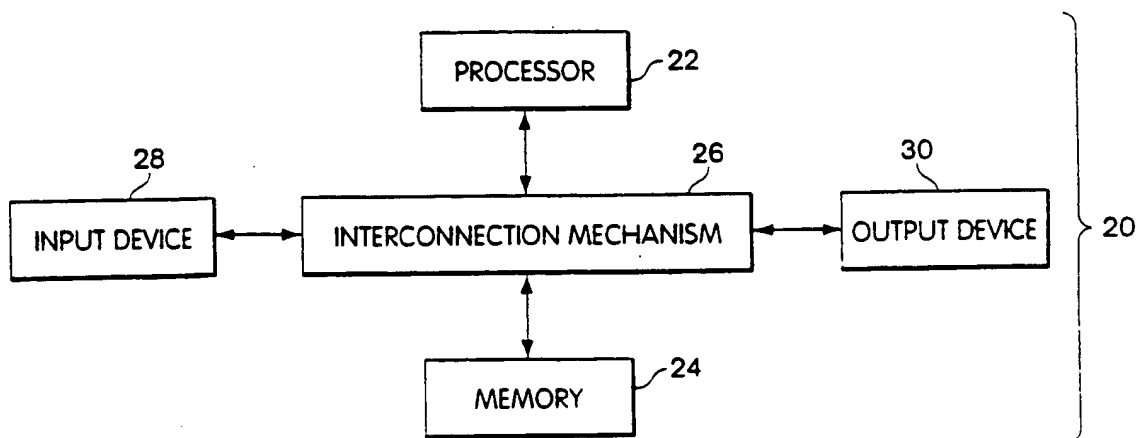 PROCESSOR
22
28
26
30
INPUT DEVICE
INTERCONNECTION MECHANISM
OUTPUT DEVICE
20
MEMORY
24